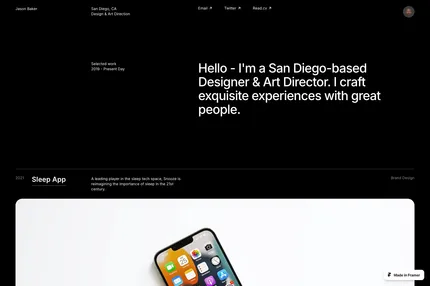 Jason Baker
San Diego, CA
Design & Art Direction
Email ↗
Twitter ↗
Read.cv ↗
Selected work
2019 - Present Day
Hello - I'm a San Diego-based
Designer & Art Director. I craft
exquisite experiences with great
people.
2021
Sleep App
A leading player in the sleep tech space, Snooze is
reimagining the importance of sleep in the 21st
century.
Brand Design
Made in Framer